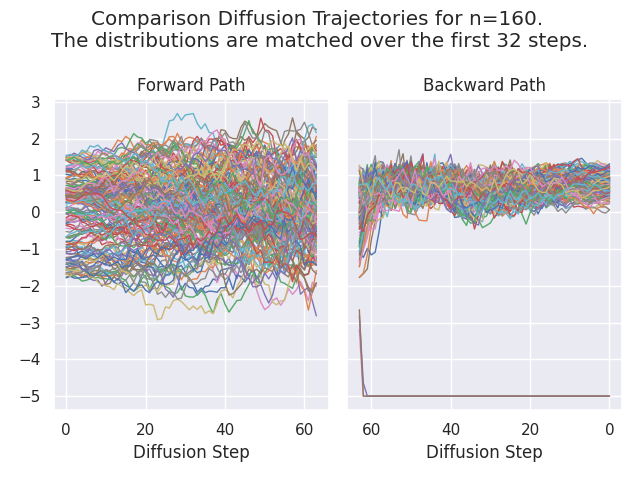 Comparison Diffusion Trajectories for n=160.
The distributions are matched over the first 32 steps.
Forward Path
Backward Path
3
2
1
0
−1
−2
−3
−4
−5
0 20 40 60
60 40 20 0
Diffusion Step
Diffusion Step